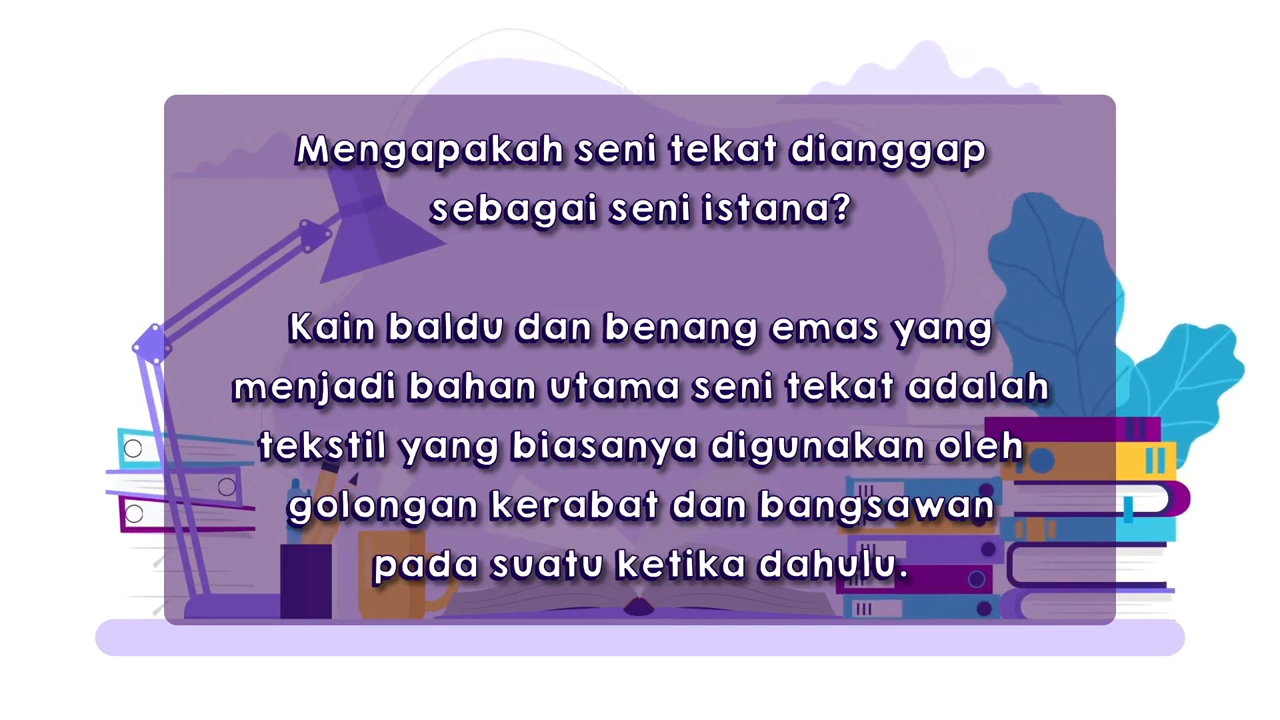 Mengapakah seni tekat dianggap
sebagai seni istana?
Kain baldu dan benang emas yang
menjadi bahan utama seni tekat adalah
tekstil yang biasanya digunakan oleh
golongan kerabat dan bangsawan
pada suatu ketika dahulu.